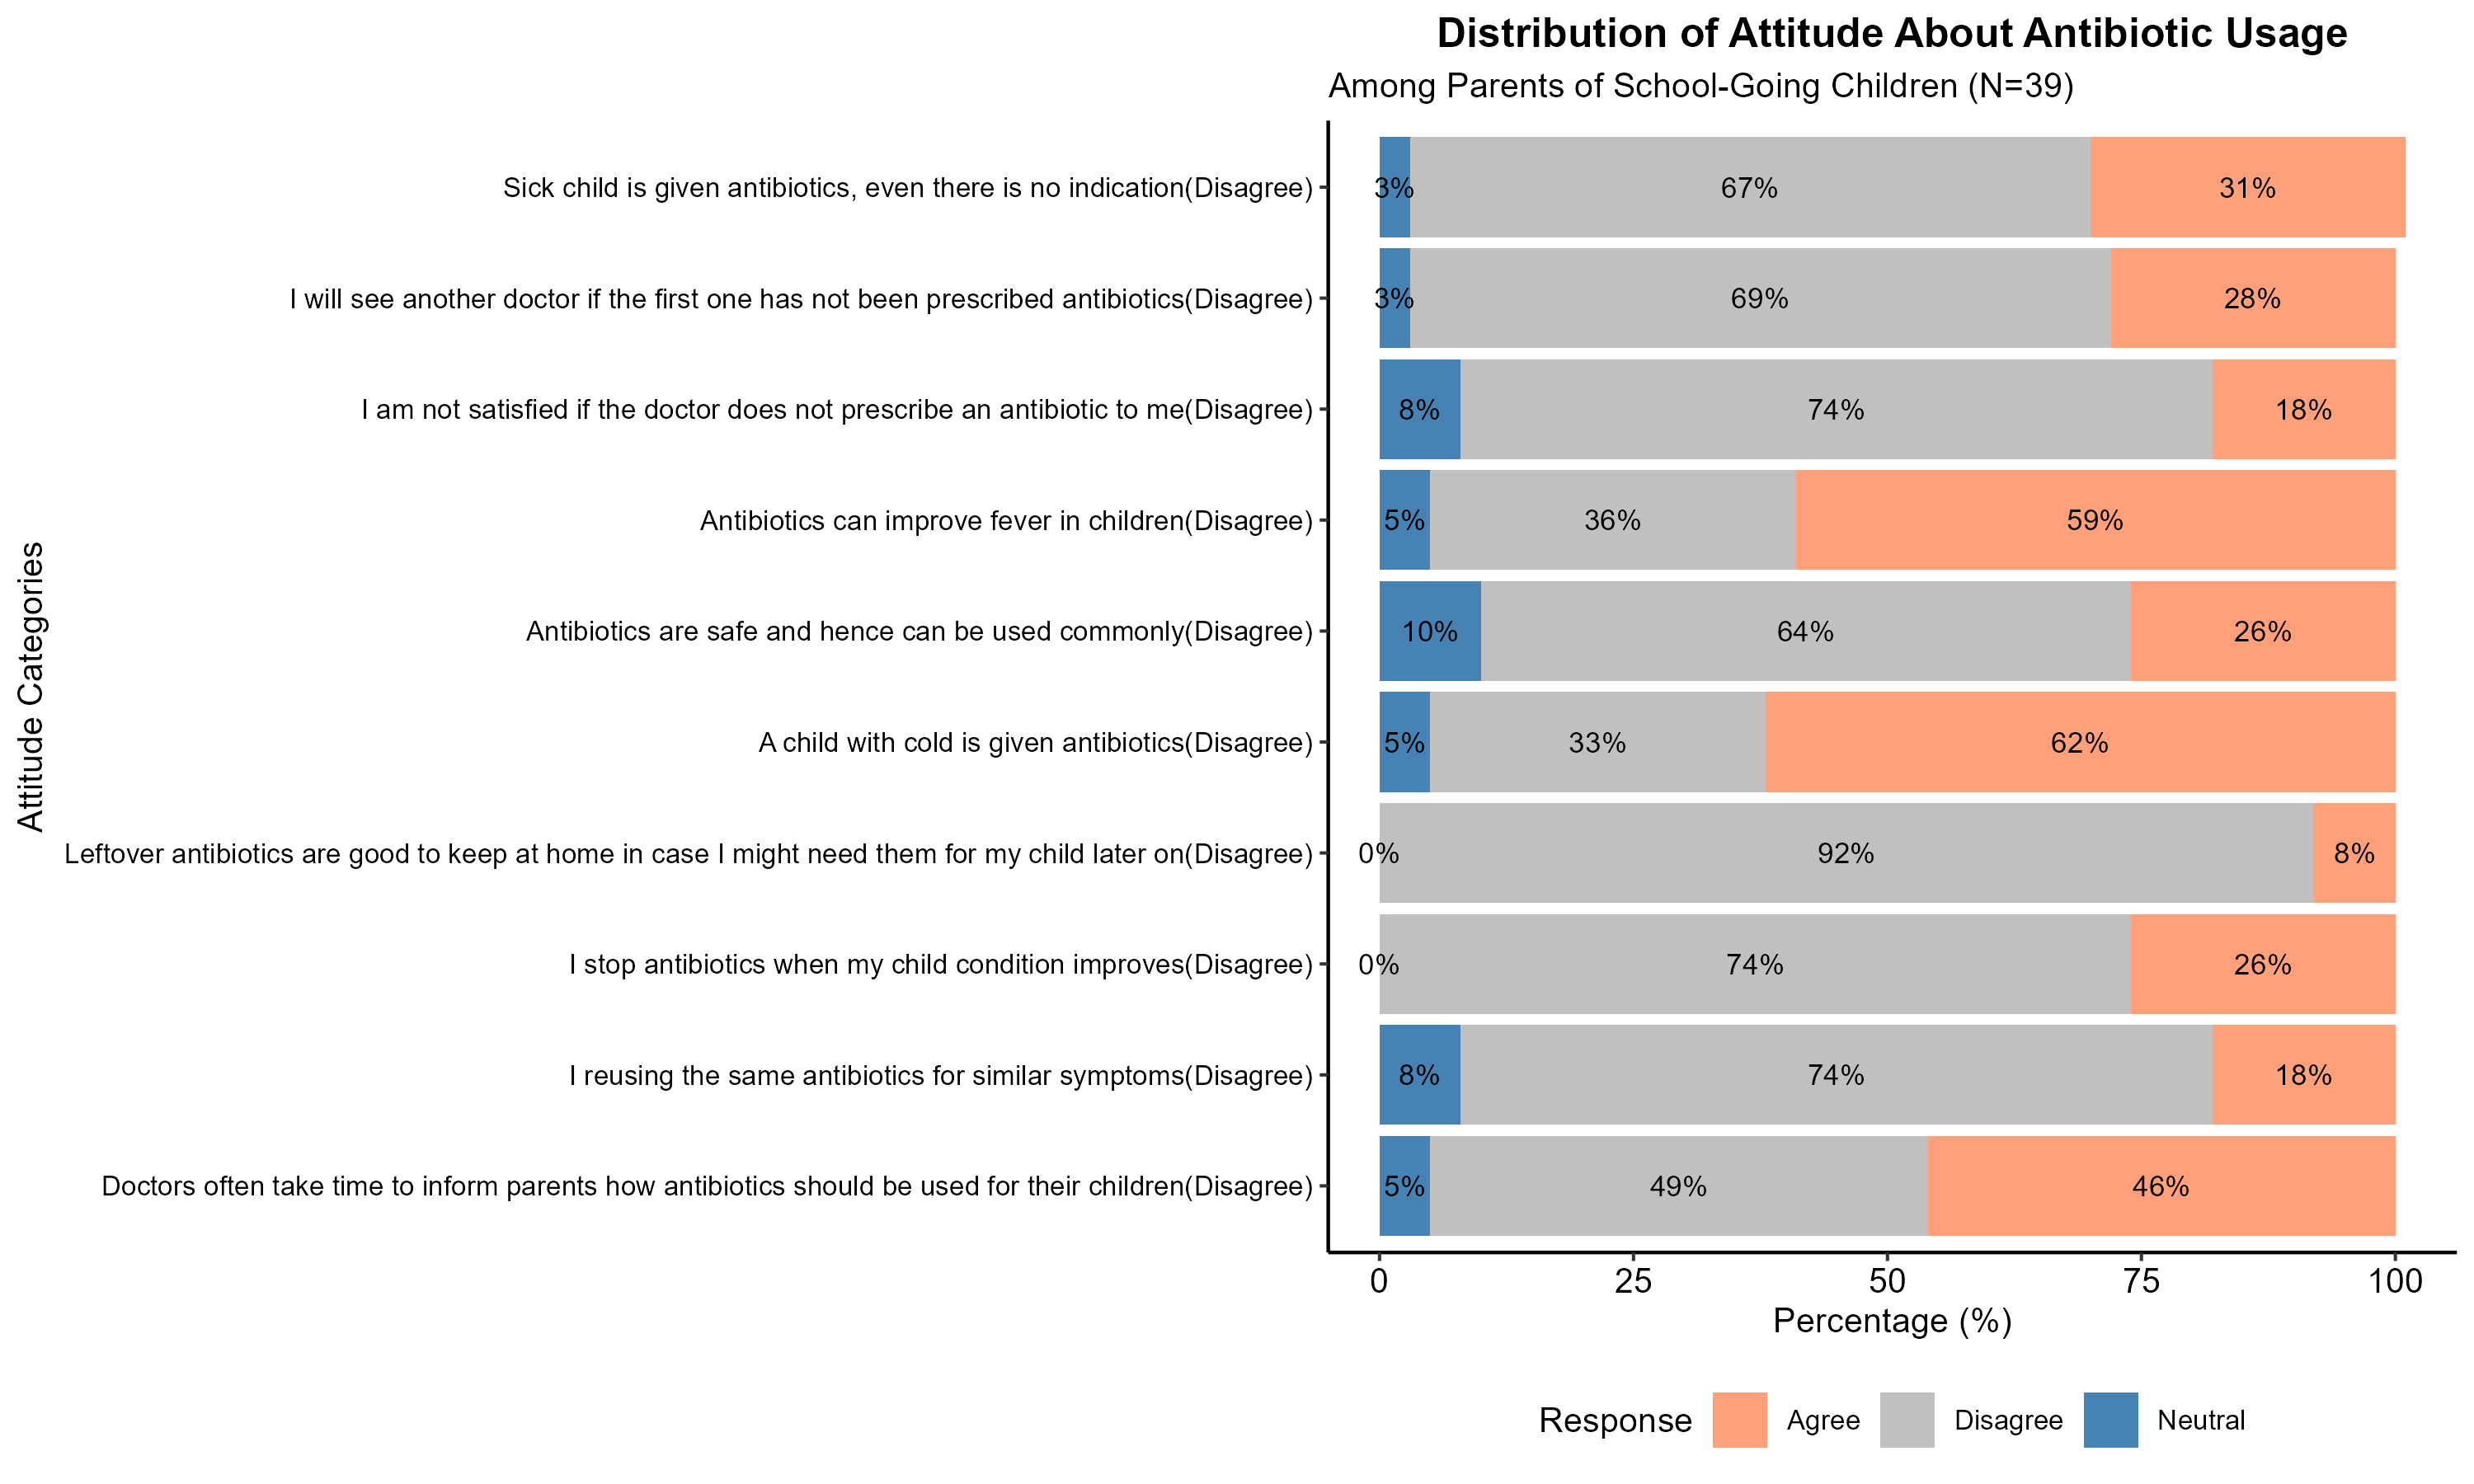 Distribution of Attitude About Antibiotic Usage
Among Parents of School-Going Children (N=39)
Attitude Categories
Sick child is given antibiotics, even there is no indication(Disagree) 3% 67% 31%
I will see another doctor if the first one has not been prescribed antibiotics(Disagree) 3% 69% 28%
I am not satisfied if the doctor does not prescribe an antibiotic to me(Disagree) 8% 74% 18%
Antibiotics can improve fever in children(Disagree) 5% 36% 59%
Antibiotics are safe and hence can be used commonly(Disagree) 10% 64% 26%
A child with cold is given antibiotics(Disagree) 5% 33% 62%
Leftover antibiotics are good to keep at home in case I might need them for my child later on(Disagree) 0% 92% 8%
I stop antibiotics when my child condition improves(Disagree) 0% 74% 26%
I reusing the same antibiotics for similar symptoms(Disagree) 8% 74% 18%
Doctors often take time to inform parents how antibiotics should be used for their children(Disagree) 5% 49% 46%
0 25 50 75 100
Percentage (%)
Response Agree Disagree Neutral